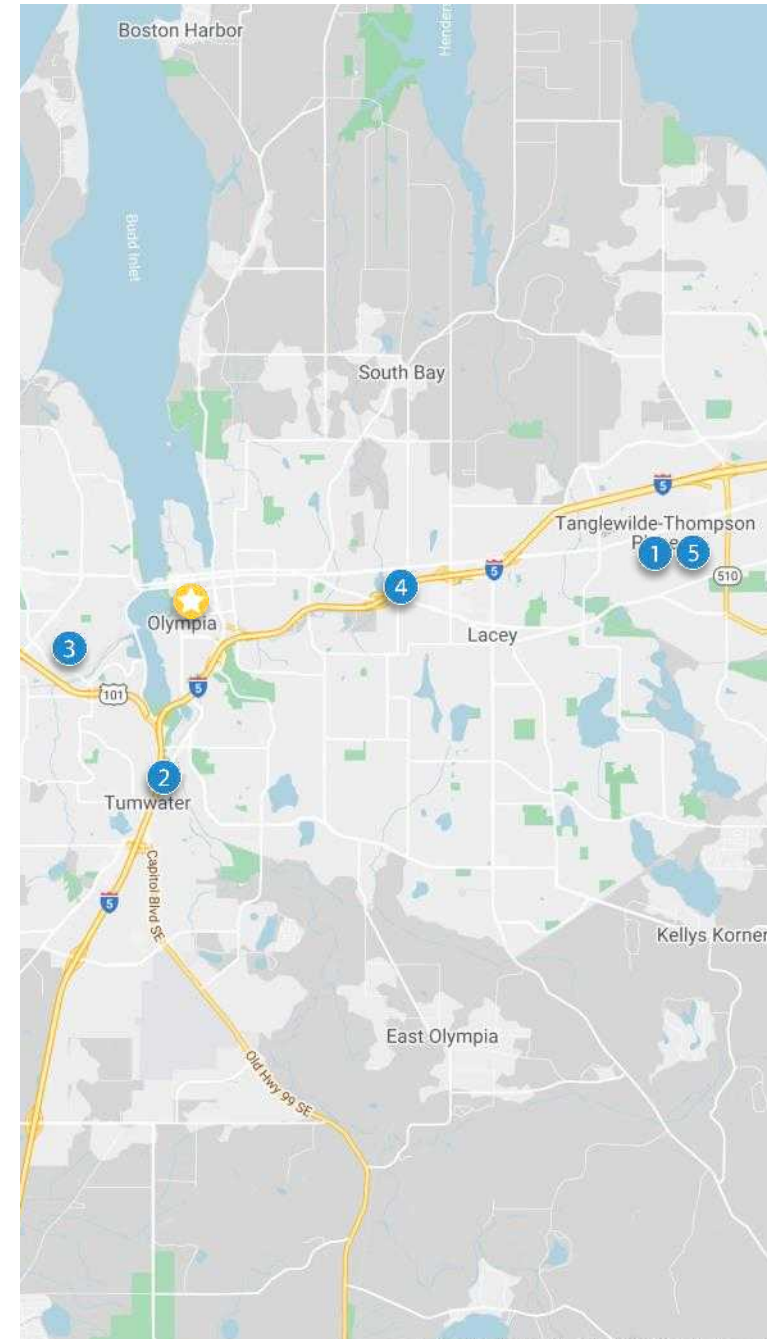 Boston Harbor
Hender
Budd Inlet
South Bay
5
Tanglewilde-Thompson
1
5
510
5
4
Olympia
Lacey
3
5
101
2
Tumwater
Capitol Blvd SE
5
Kellys Korner
East Olympia
Old Hwy 99 SE